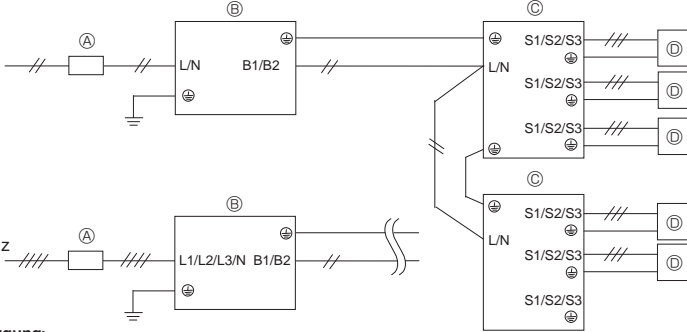 Ⓑ Ⓒ
Ⓐ
⏚ ⏚ S1/S2/S3 Ⓓ
L/N B1/B2 L/N
S1/S2/S3 Ⓓ
S1/S2/S3 Ⓓ
Ⓒ
Ⓑ
S1/S2/S3 Ⓓ
z Ⓐ
L1/L2/L3/N B1/B2 L/N
S1/S2/S3 Ⓓ
S1/S2/S3